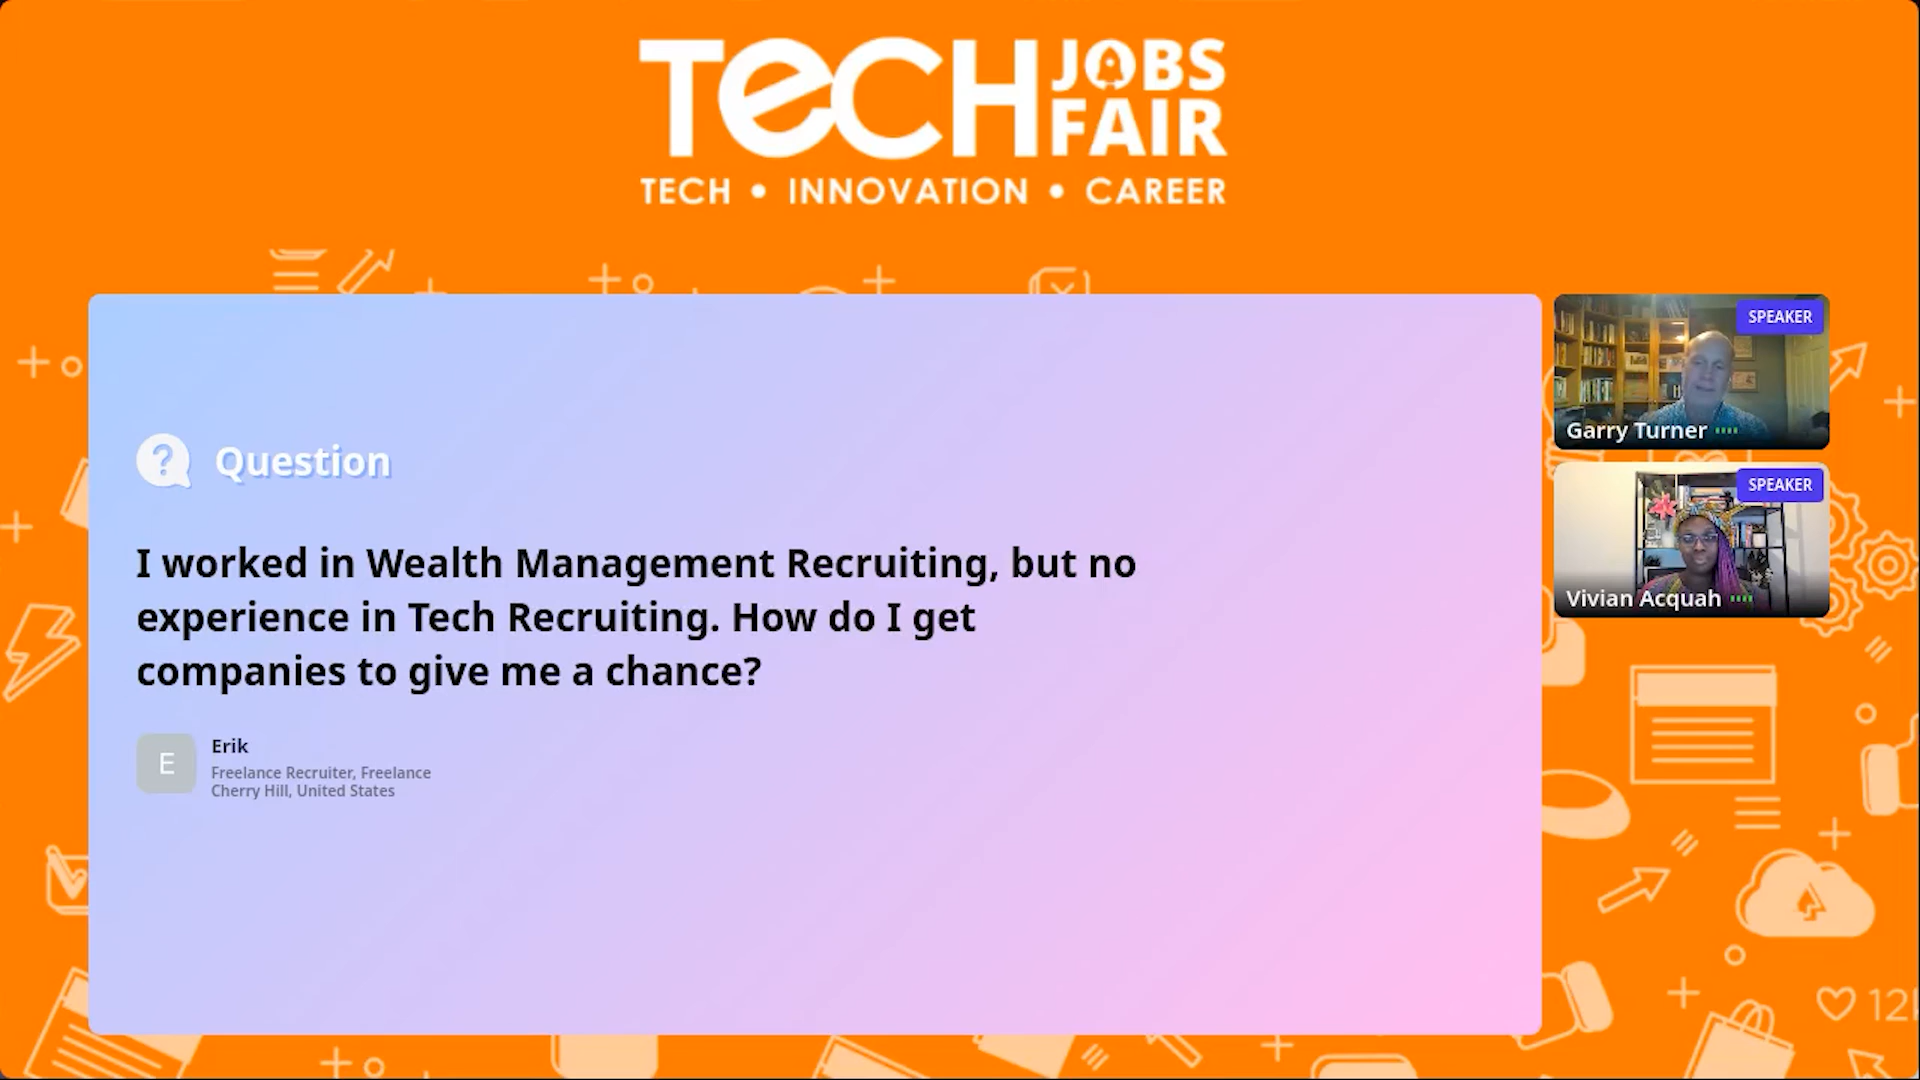 TECH JOBS
FAIR
TECH • INNOVATION • CAREER
SPEAKER
Garry Turner
SPEAKER
Vivian Acquah
Question
I worked in Wealth Management Recruiting, but no
experience in Tech Recruiting. How do I get
companies to give me a chance?
E
Erik
Freelance Recruiter, Freelance
Cherry Hill, United States
12